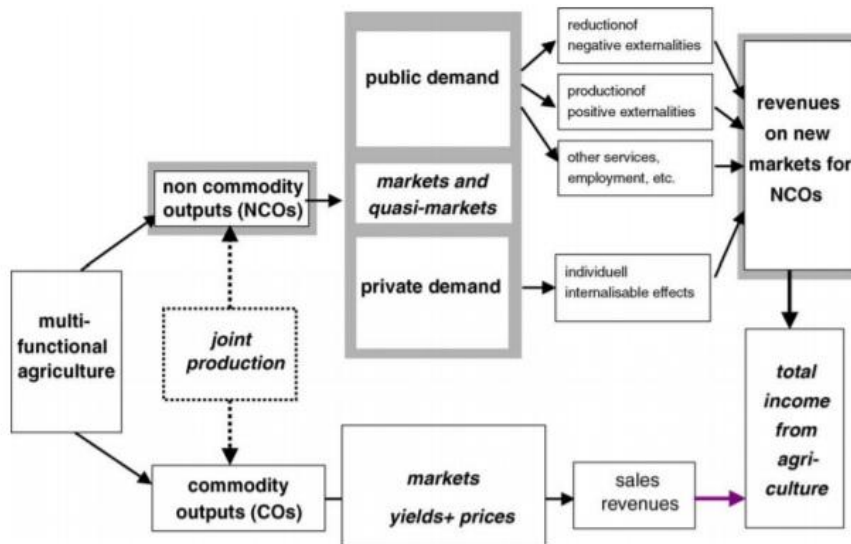 multi-
functional
agriculture
non commodity
outputs (NCOs)
joint
production
commodity
outputs (COs)
public demand
markets and
quasi-markets
private demand
reductionof
negative externalities
productionof
positive externalities
other services,
employment, etc.
individuell
internalisable effects
revenues
on new
markets for
NCOs
markets
yields+ prices
sales
revenues
total
income
from
agri-
culture